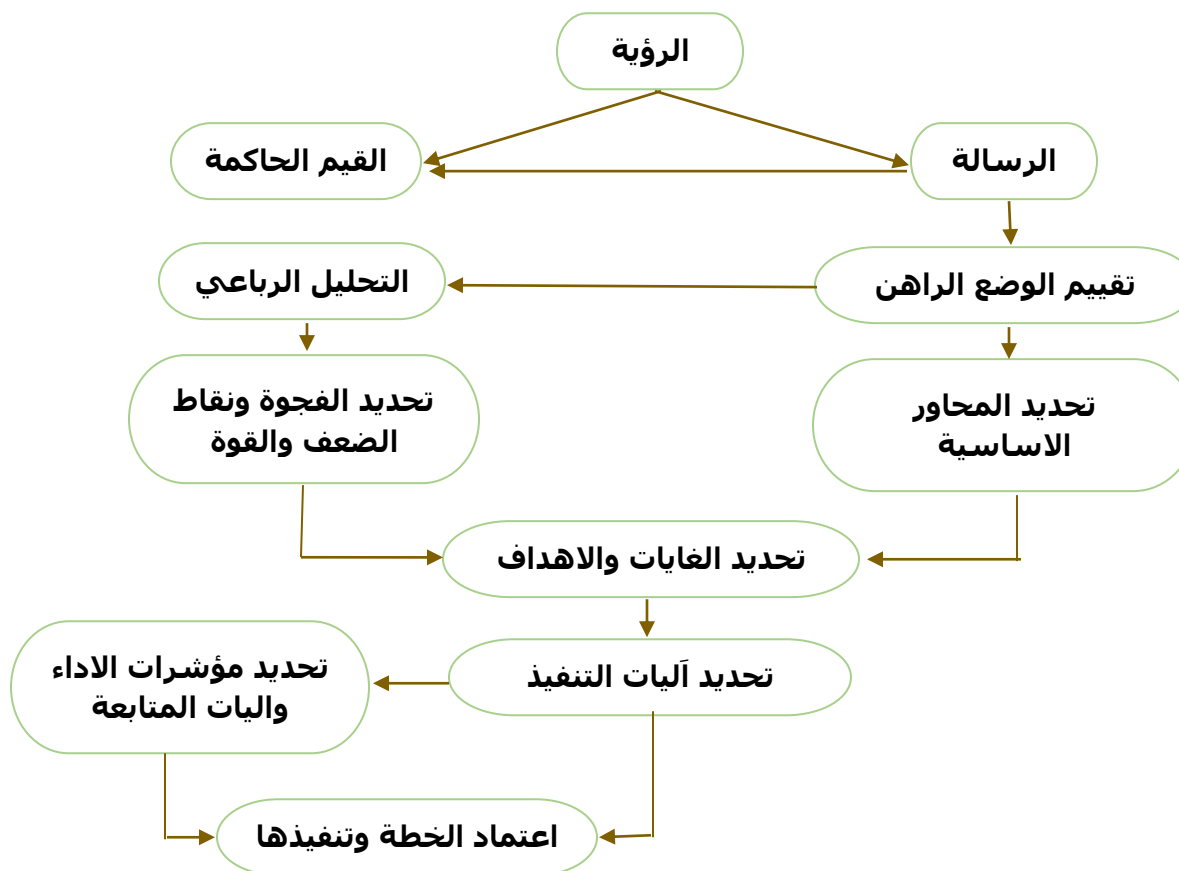 الرؤية
الرسالة
القيم الحاكمة
تقييم الوضع الراهن
التحليل الرباعي
تحديد المحاور
الاساسية
تحديد الفجوة ونقاط
الضعف والقوة
تحديد الغايات والاهداف
تحديد آليات التنفيذ
تحديد مؤشرات الاداء
واليات المتابعة
اعتماد الخطة وتنفيذها